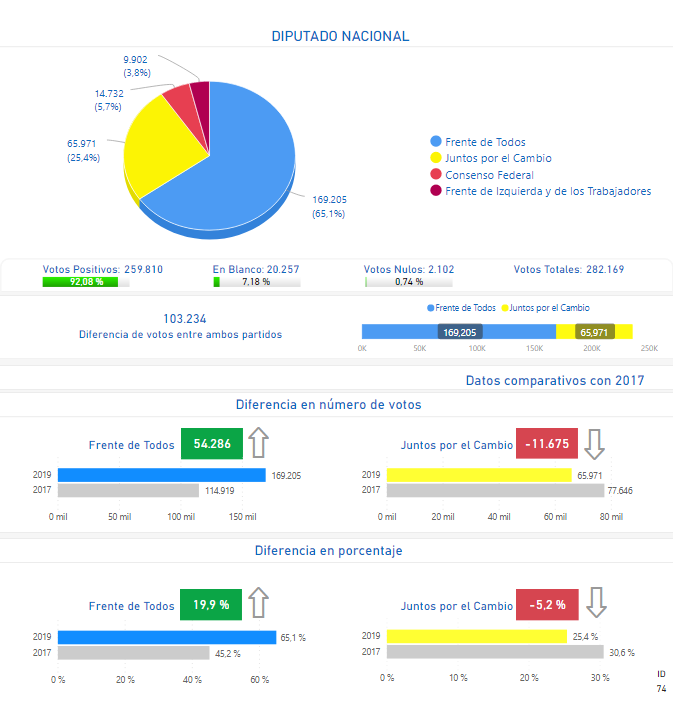 DIPUTADO NACIONAL
9.902
(3,8%)
14.732
(5,7%)
65.971
(25,4%)
169.205
(65,1%)
Frente de Todos
Juntos por el Cambio
Consenso Federal
Frente de Izquierda y de los Trabajadores
Votos Positivos: 259.810
92,08 %
En Blanco: 20.257
7,18 %
Votos Nulos: 2.102
0,74 %
Votos Totales: 282.169
103.234
Diferencia de votos entre ambos partidos
Frente de Todos Juntos por el Cambio
169,205 65,971
0K 50K 100K 150K 200K 250K
Datos comparativos con 2017
Diferencia en número de votos
Frente de Todos 54.286
2019 169.205
2017 114.919
0 mil 50 mil 100 mil 150 mil
Juntos por el Cambio -11.675
2019 65.971
2017 77.646
0 mil 20 mil 40 mil 60 mil 80 mil
Diferencia en porcentaje
Frente de Todos 19,9 %
2019 65,1 %
2017 45,2 %
0 % 20 % 40 % 60 %
Juntos por el Cambio -5,2 %
2019 25,4 %
2017 30,6 %
0 % 10 % 20 % 30 %
ID
74